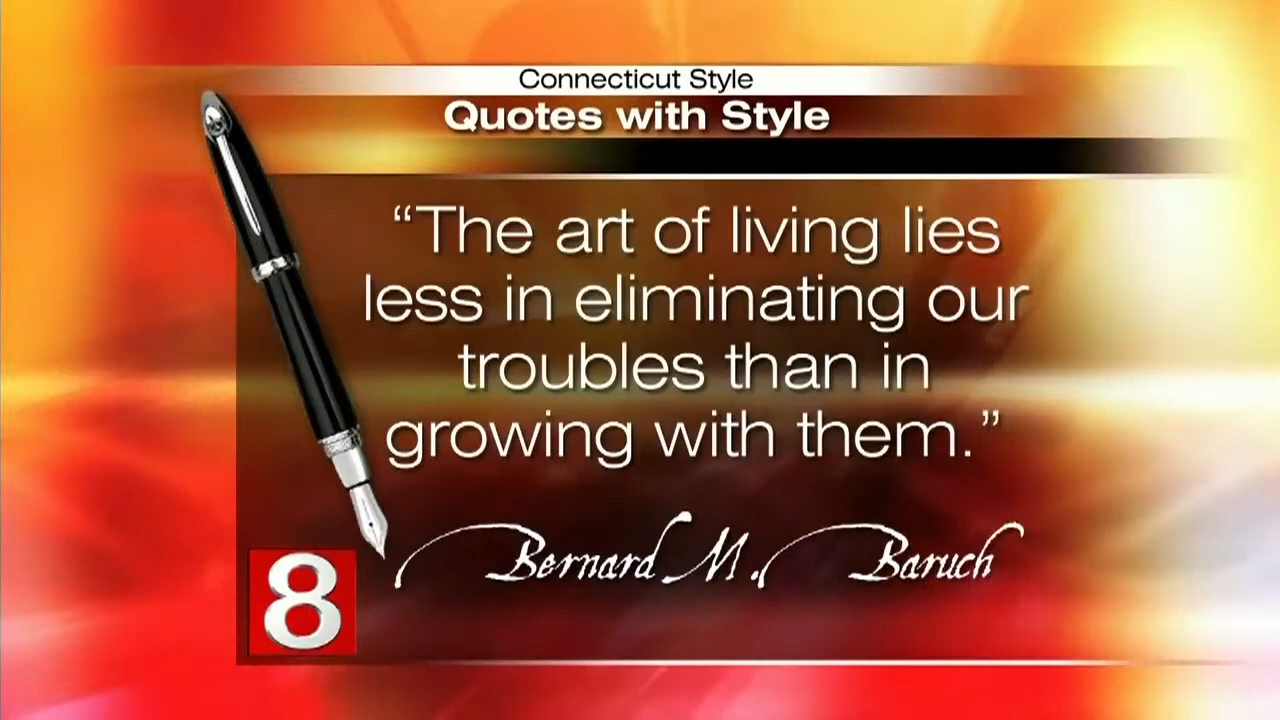 Connecticut Style
Quotes with Style
“The art of living lies
less in eliminating our
troubles than in
growing with them.”
Bernard M. Baruch
8